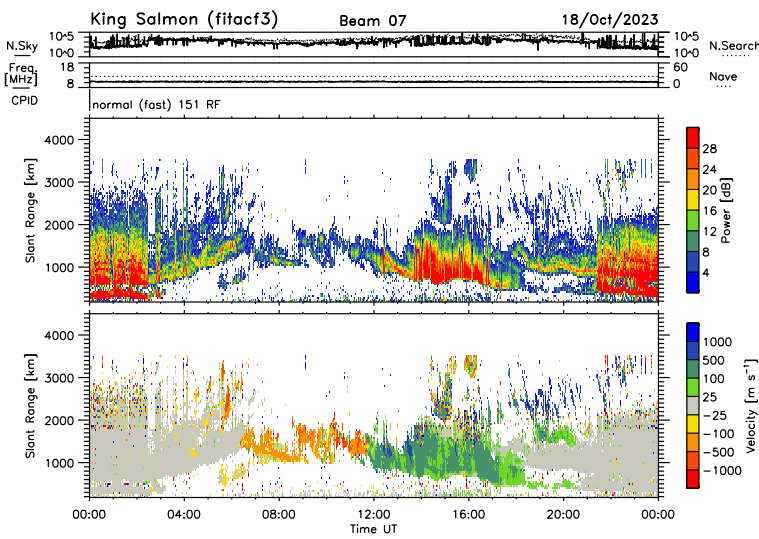 King Salmon (fitacf3)
Beam 07
18/Oct/2023
N.Sky
10^5
10^0
10^5
10^0
N.Search
Freq
[MHz]
18
8
60
0
Nave
CPID
normal (fast) 151 RF
Slant Range [km]
4000
3000
2000
1000
28
24
20
16
12
8
4
Power [dB]
Slant Range [km]
4000
3000
2000
1000
1000
500
100
25
−25
−100
−500
−1000
Velocity [m s⁻¹]
00:00
04:00
08:00
12:00
16:00
20:00
00:00
Time UT